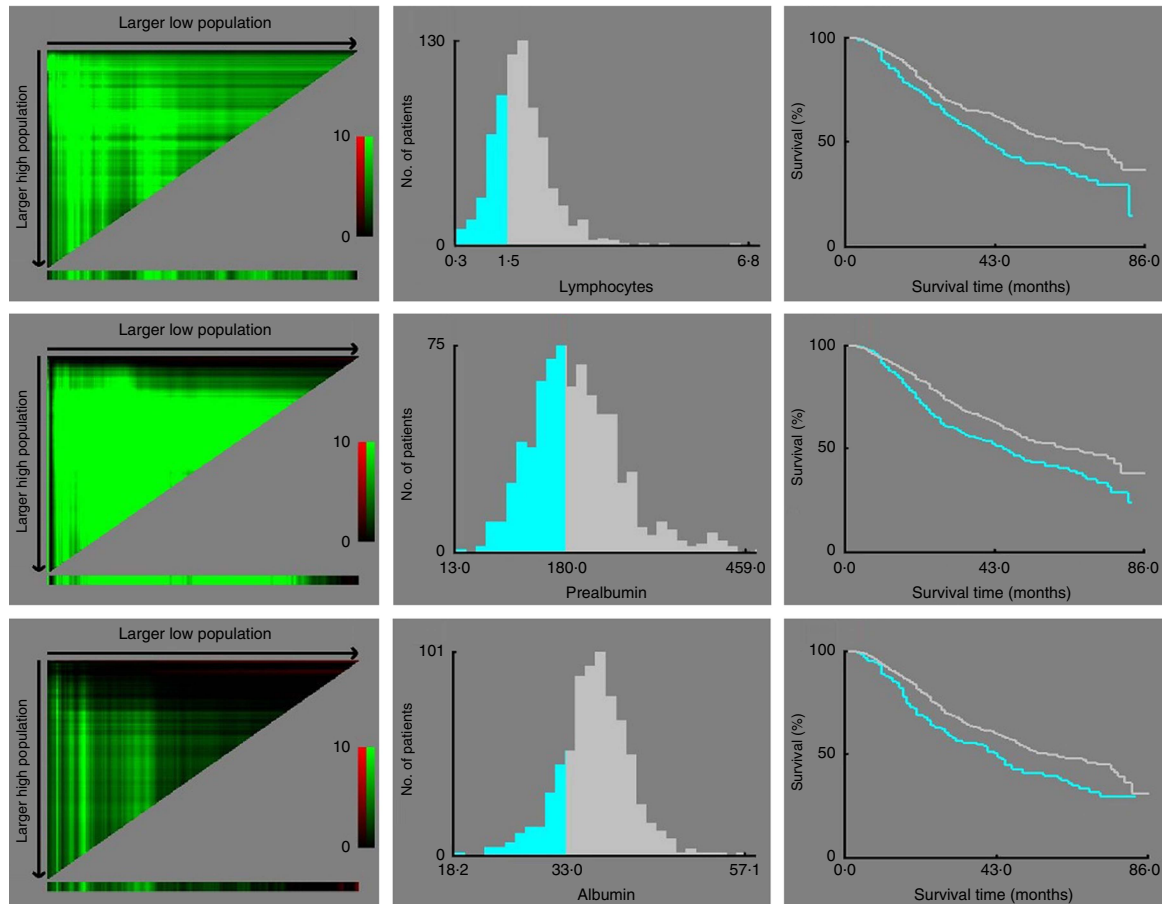 Larger low population
Larger high population
10
0
130
No. of patients
0
0·3
1·5
6·8
Lymphocytes
100
Survival (%)
50
0
0·0
43·0
86·0
Survival time (months)
Larger low population
Larger high population
10
0
75
No. of patients
0
13·0
180·0
459·0
Prealbumin
100
Survival (%)
50
0
0·0
43·0
86·0
Survival time (months)
Larger low population
Larger high population
10
0
101
No. of patients
0
18·2
33·0
57·1
Albumin
100
Survival (%)
50
0
0·0
43·0
86·0
Survival time (months)